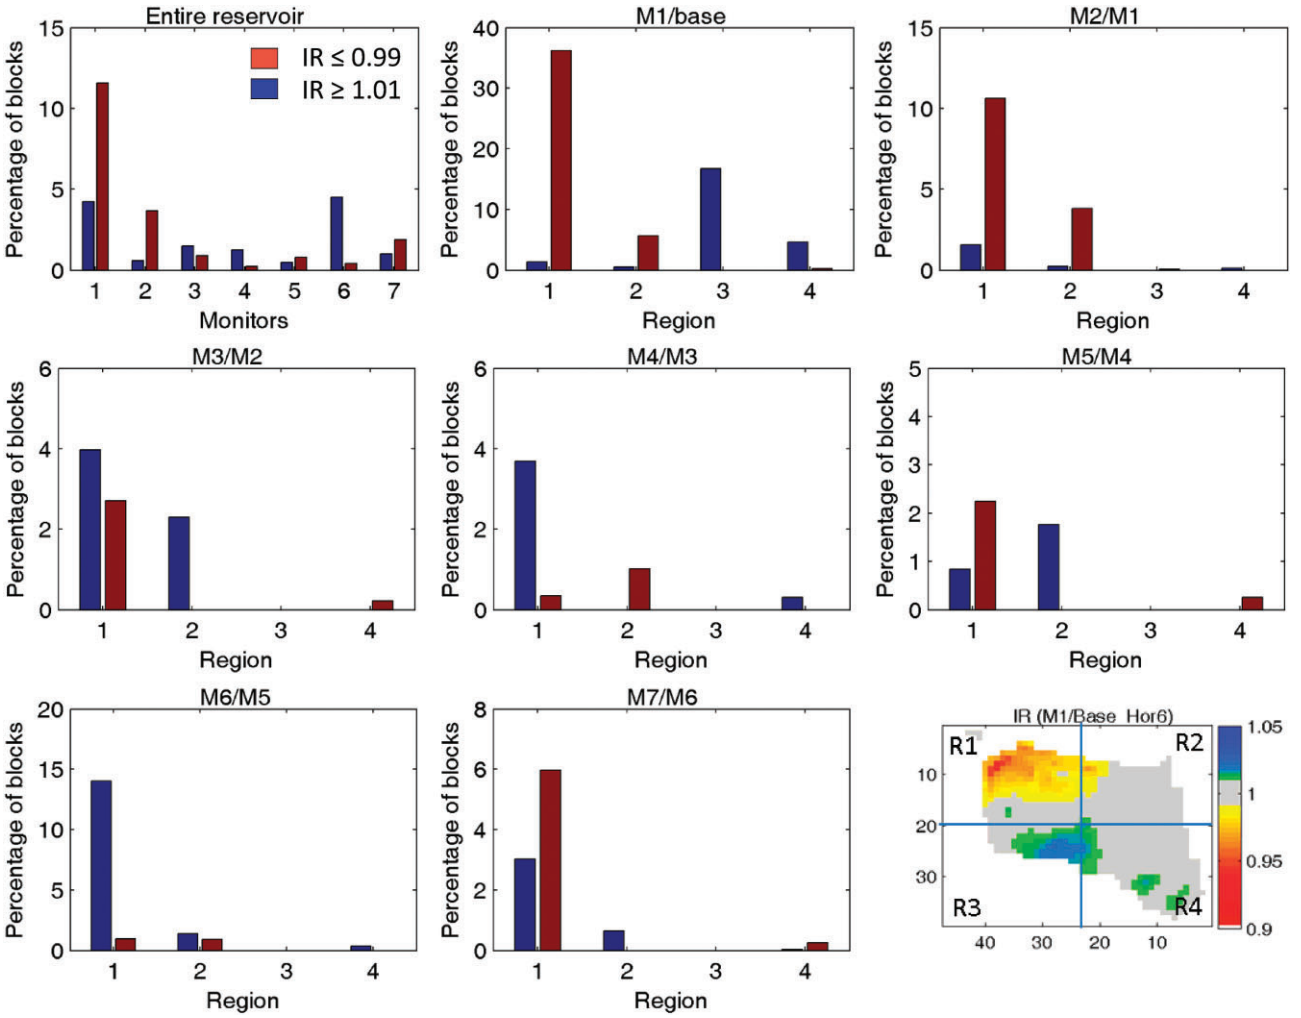 Entire reservoir
15
10
5
0
Percentage of blocks
IR ≤ 0.99
IR ≥ 1.01
1 2 3 4 5 6 7
Monitors
M1/base
40
30
20
10
0
Percentage of blocks
1 2 3 4
Region
M2/M1
15
10
5
0
Percentage of blocks
1 2 3 4
Region
M3/M2
6
4
2
0
Percentage of blocks
1 2 3 4
Region
M4/M3
6
4
2
0
Percentage of blocks
1 2 3 4
Region
M5/M4
5
4
3
2
1
0
Percentage of blocks
1 2 3 4
Region
M6/M5
20
15
10
5
0
Percentage of blocks
1 2 3 4
Region
M7/M6
8
6
4
2
0
Percentage of blocks
1 2 3 4
Region
IR (M1/Base Hor6)
R1 R2
R3 R4
10
20
30
40 30 20 10
1.05
1
0.95
0.9